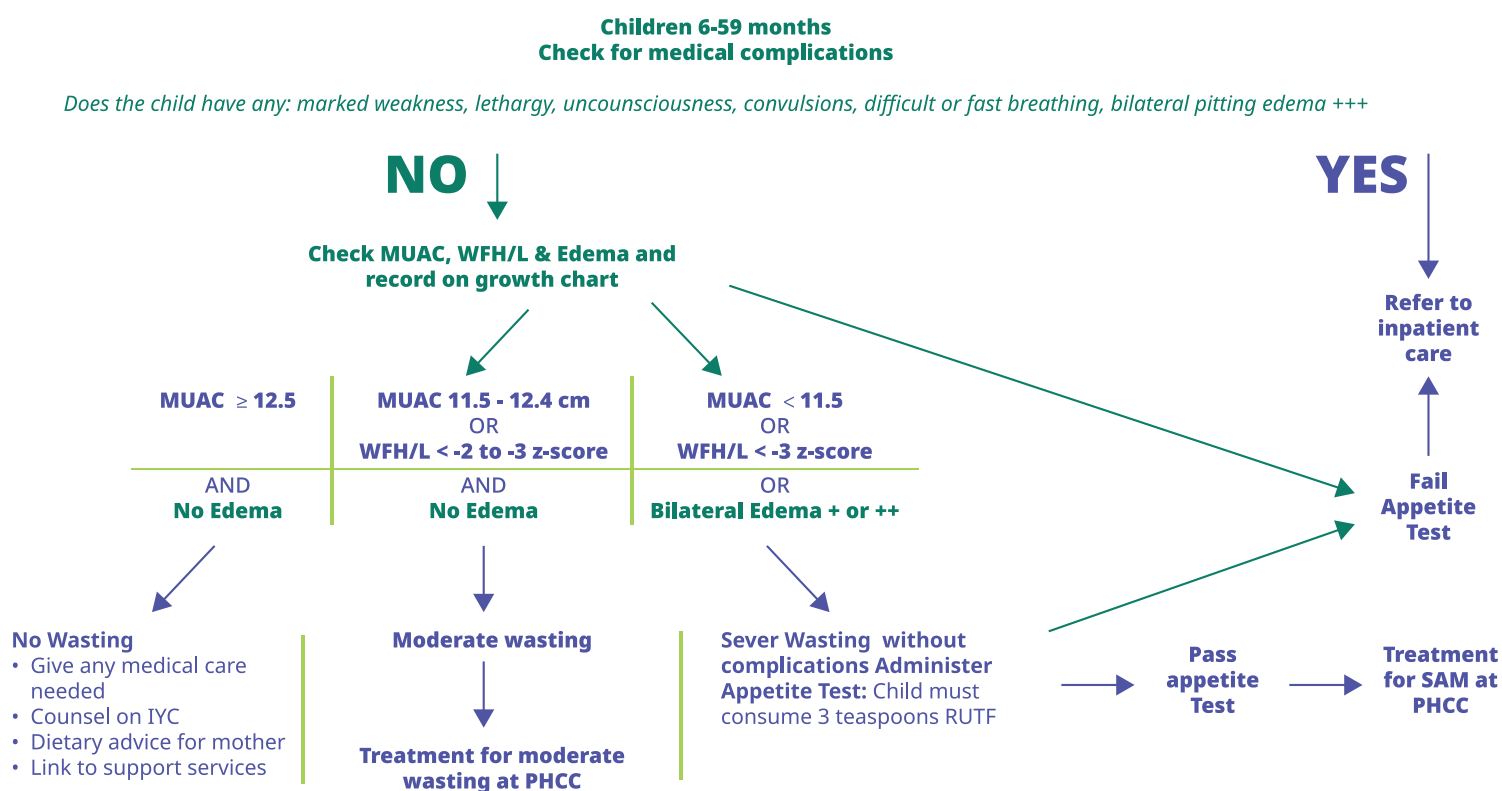 Children 6-59 months
Check for medical complications
Does the child have any: marked weakness, lethargy, uncounsciousness, convulsions, difficult or fast breathing, bilateral pitting edema +++
NO
YES
Check MUAC, WFH/L & Edema and
record on growth chart
Refer to
inpatient
care
MUAC ≥ 12.5
MUAC 11.5 - 12.4 cm
OR
WFH/L < -2 to -3 z-score
MUAC < 11.5
OR
WFH/L < -3 z-score
AND
No Edema
AND
No Edema
OR
Bilateral Edema + or ++
Fail
Appetite
Test
No Wasting
• Give any medical care
needed
• Counsel on IYC
• Dietary advice for mother
• Link to support services
Moderate wasting
Treatment for moderate
wasting at PHCC
Sever Wasting without
complications Administer
Appetite Test: Child must
consume 3 teaspoons RUTF
Pass
appetite
Test
Treatment
for SAM at
PHCC